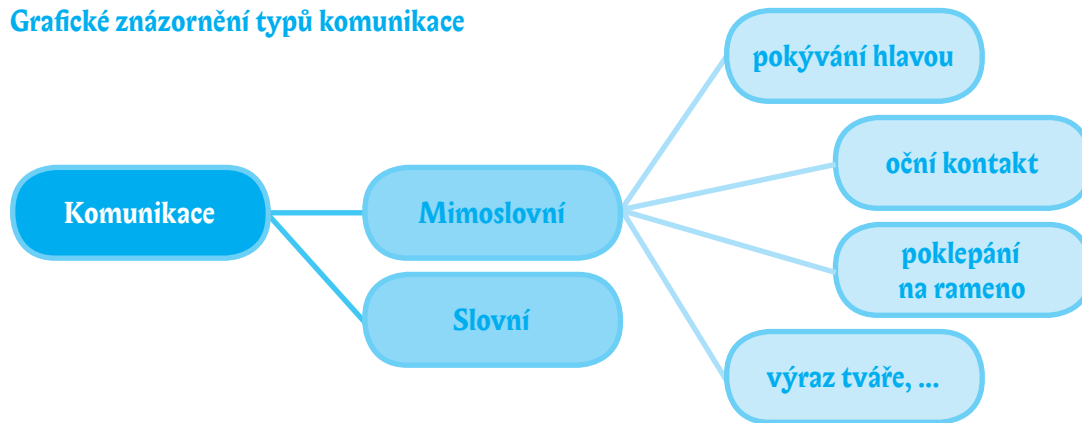 Grafické znázornění typů komunikace
pokývání hlavou
oční kontakt
Komunikace
Mimoslovní
poklepání
na rameno
Slovní
výraz tváře, ...